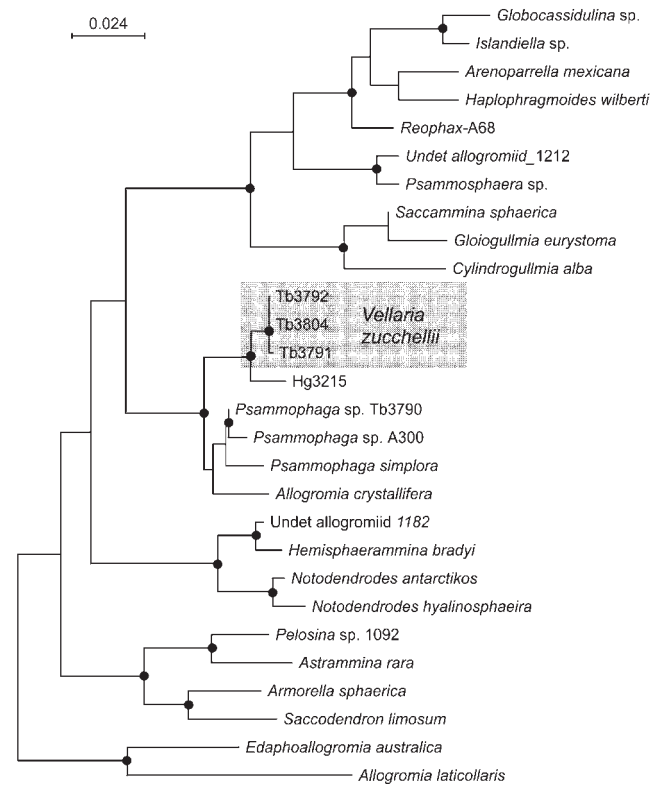 0.024
Globocassidulina sp.
Islandiella sp.
Arenoparrella mexicana
Haplophragmoides wilberti
Reophax-A68
Undet allogromiid_1212
Psammosphaera sp.
Saccammina sphaerica
Gloiogullmia eurystoma
Cylindrogullmia alba
Tb3792
Tb3804
Tb3791
Vellaria
zucchellii
Hg3215
Psammophaga sp. Tb3790
Psammophaga sp. A300
Psammophaga simplora
Allogromia crystallifera
Undet allogromiid 1182
Hemisphaerammina bradyi
Notodendrodes antarctikos
Notodendrodes hyalinosphaeira
Pelosina sp. 1092
Astrammina rara
Armorella sphaerica
Saccodendron limosum
Edaphoallogromia australica
Allogromia laticollaris